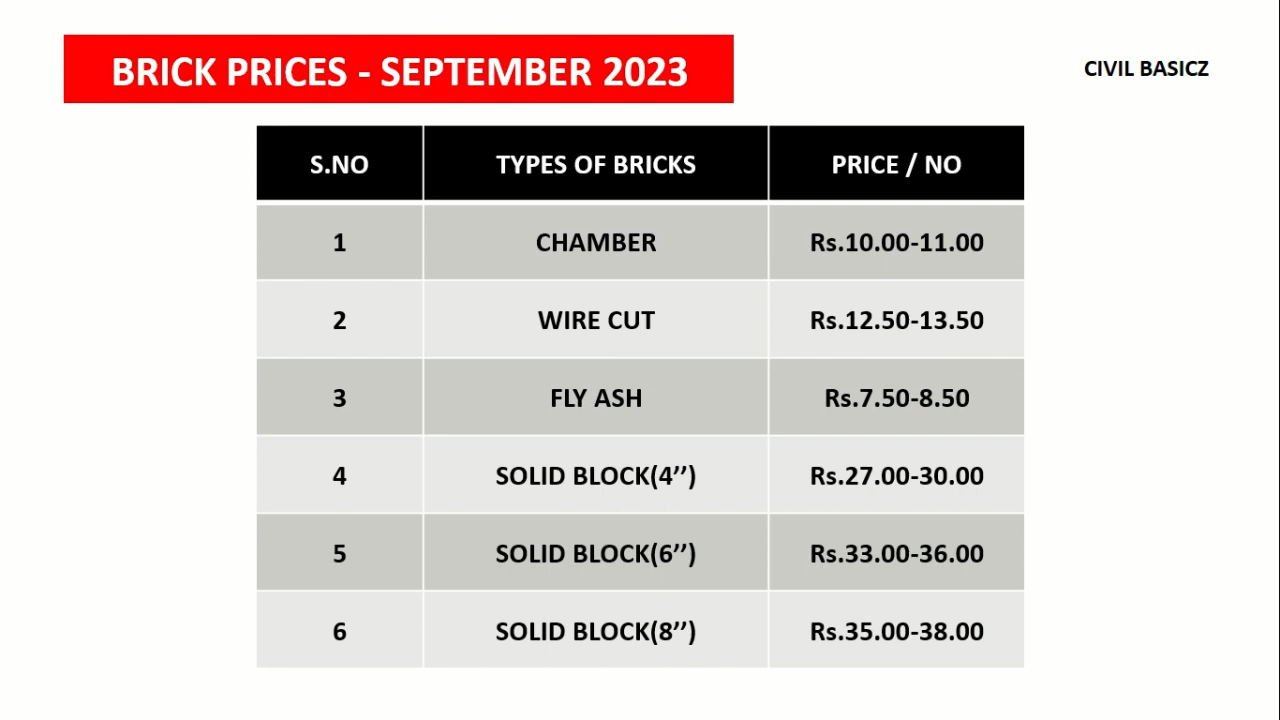 BRICK PRICES - SEPTEMBER 2023
CIVIL BASICZ
S.NO TYPES OF BRICKS PRICE / NO
1 CHAMBER Rs.10.00-11.00
2 WIRE CUT Rs.12.50-13.50
3 FLY ASH Rs.7.50-8.50
4 SOLID BLOCK(4’’) Rs.27.00-30.00
5 SOLID BLOCK(6’’) Rs.33.00-36.00
6 SOLID BLOCK(8’’) Rs.35.00-38.00